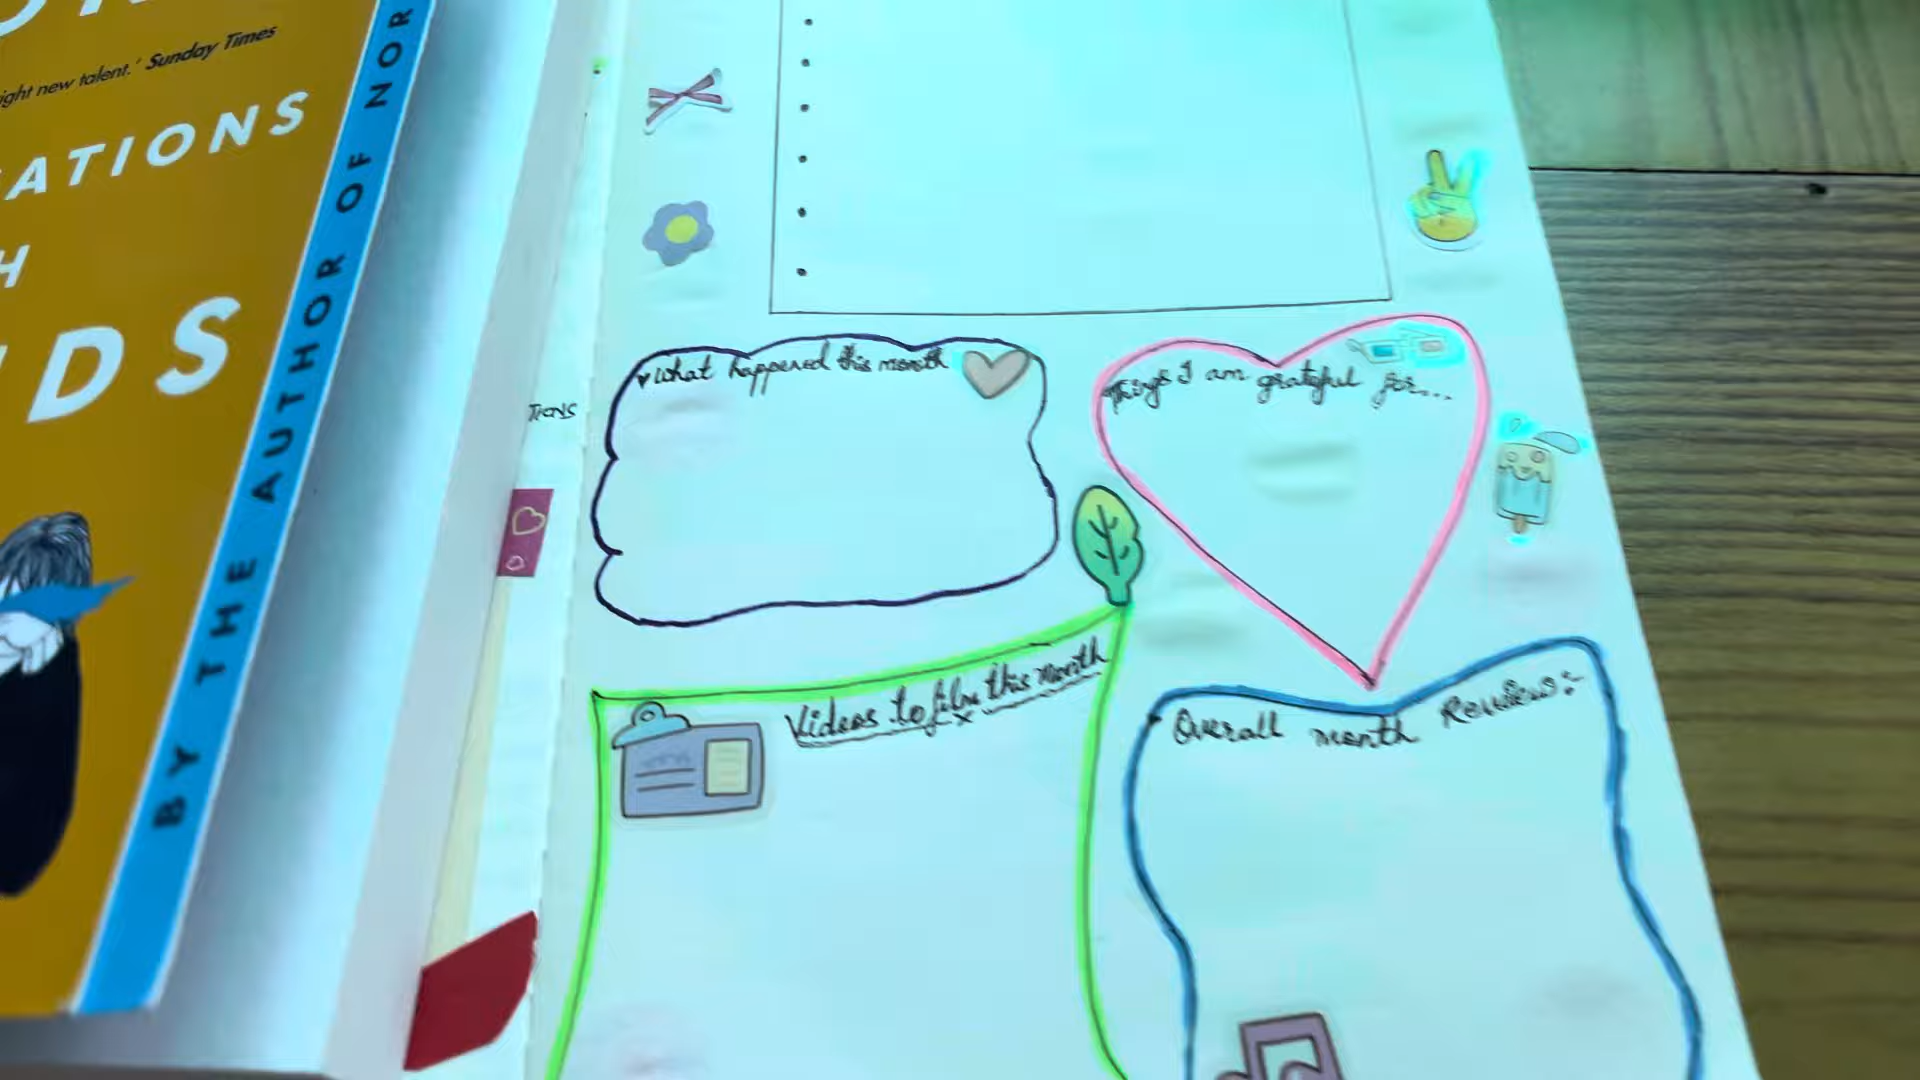 ight new talent.' Sunday Times
ATIONS
H
DS
BY THE AUTHOR OF NOR
What happened this month
Things I am grateful for...
Videos to film this month
Overall month Review:-